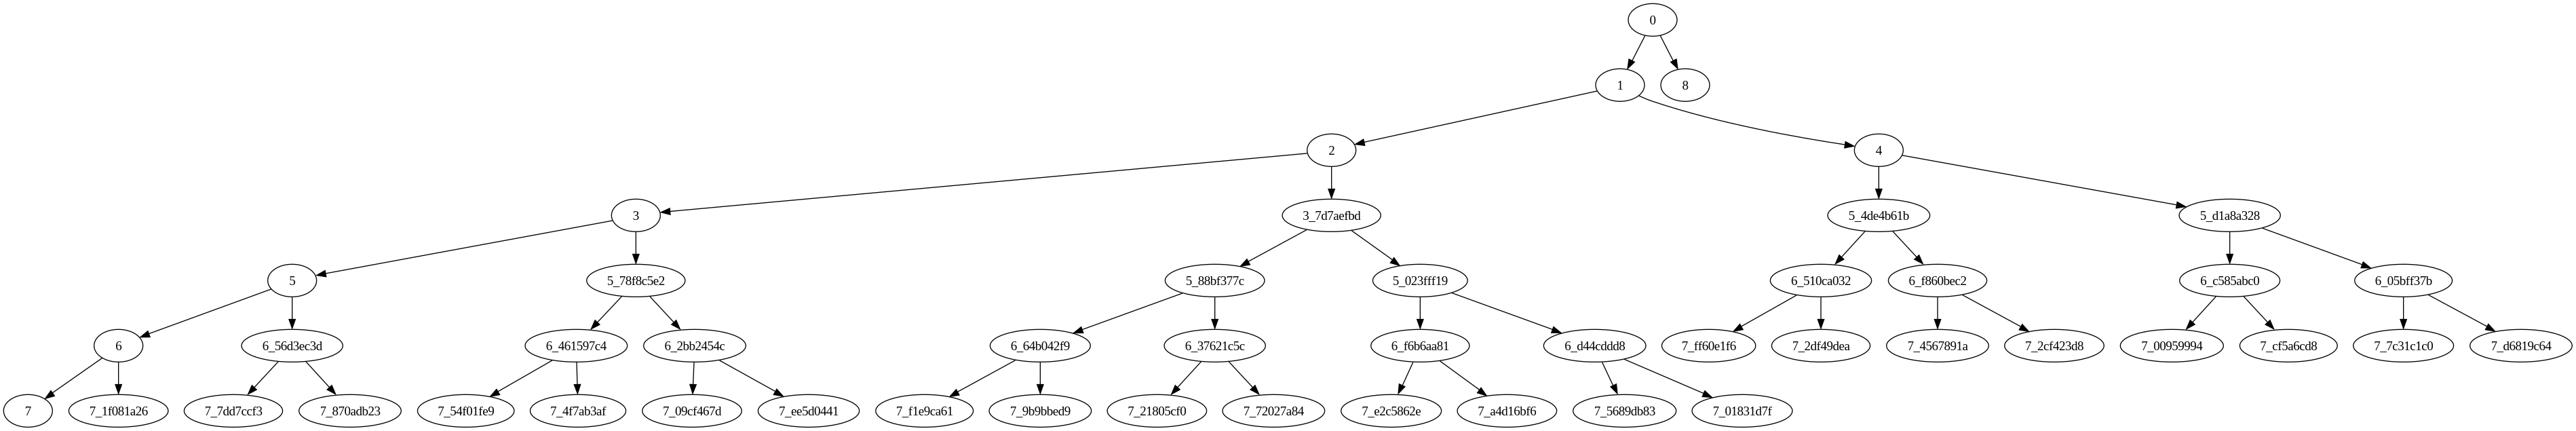 0
1
8
2
4
3
3_7d7aefbd
5_4de4b61b
5_d1a8a328
5
5_78f8c5e2
5_88bf377c
5_023fff19
6_510ca032
6_f860bec2
6_c585abc0
6_05bff37b
6
6_56d3ec3d
6_461597c4
6_2bb2454c
6_64b042f9
6_37621c5c
6_f6b6aa81
6_d44cddd8
7_ff60e1f6
7_2df49dea
7_4567891a
7_2cf423d8
7_00959994
7_cf5a6cd8
7_7c31c1c0
7_d6819c64
7
7_1f081a26
7_7dd7ccf3
7_870adb23
7_54f01fe9
7_4f7ab3af
7_09cf467d
7_ee5d0441
7_f1e9ca61
7_9b9bbed9
7_21805cf0
7_72027a84
7_e2c5862e
7_a4d16bf6
7_5689db83
7_01831d7f